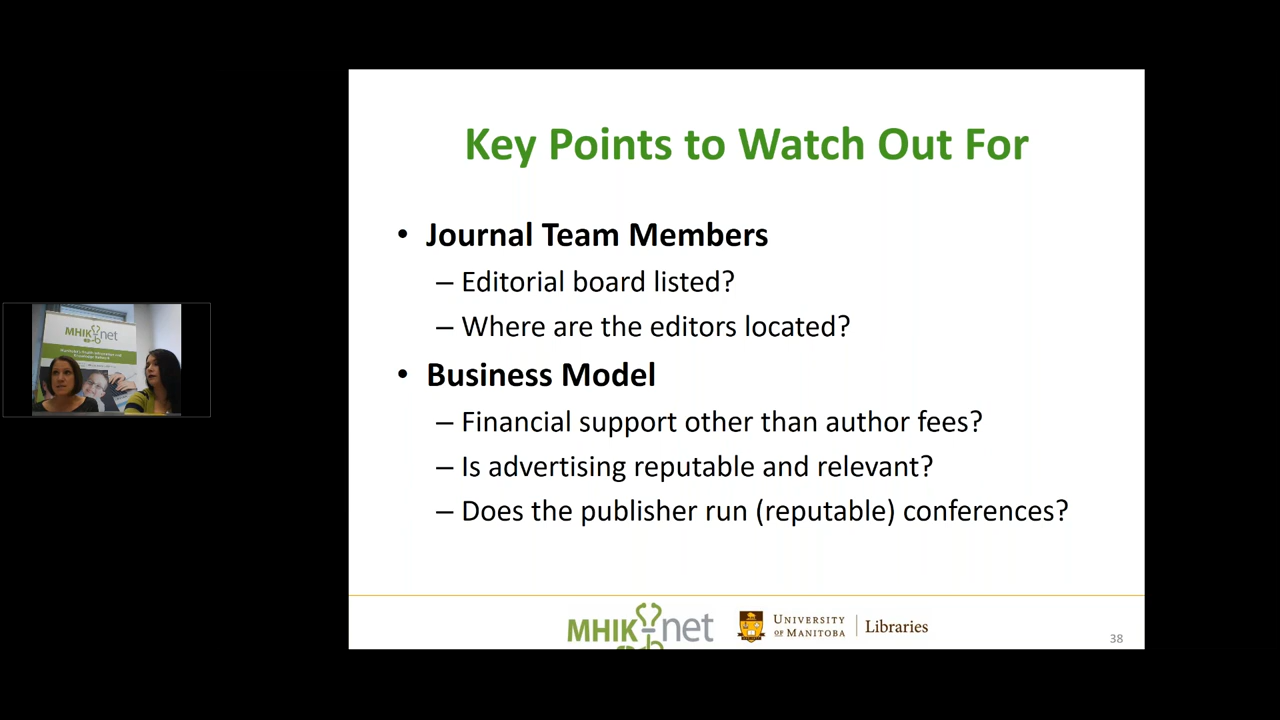 Key Points to Watch Out For
• Journal Team Members
– Editorial board listed?
– Where are the editors located?
• Business Model
– Financial support other than author fees?
– Is advertising reputable and relevant?
– Does the publisher run (reputable) conferences?
MHIKnet
UNIVERSITY
OF MANITOBA
Libraries
38
MHIKnet